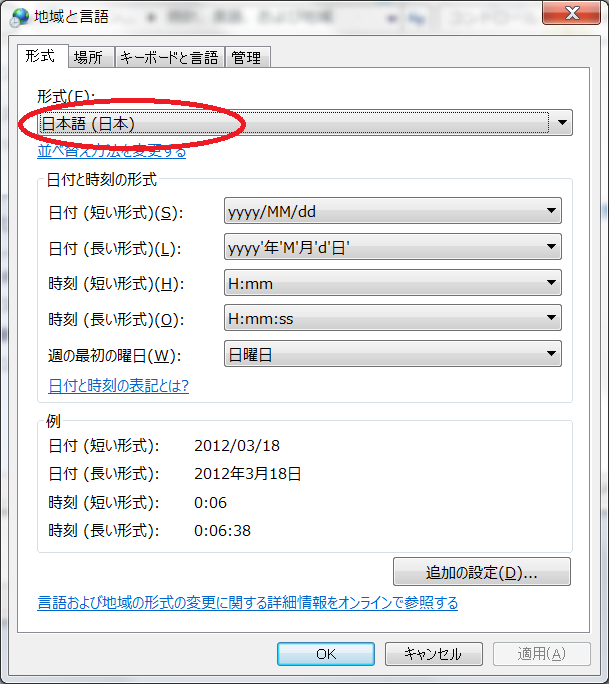 地域と言語
形式 場所 キーボードと言語 管理
形式(F):
日本語 (日本)
並べ替え方法を変更する
日付と時刻の形式
日付 (短い形式)(S): yyyy/MM/dd
日付 (長い形式)(L): yyyy'年'M'月'd'日'
時刻 (短い形式)(H): H:mm
時刻 (長い形式)(O): H:mm:ss
週の最初の曜日(W): 日曜日
日付と時刻の表記とは?
例
日付 (短い形式): 2012/03/18
日付 (長い形式): 2012年3月18日
時刻 (短い形式): 0:06
時刻 (長い形式): 0:06:38
追加の設定(D)...
言語および地域の形式の変更に関する詳細情報をオンラインで参照する
OK キャンセル 適用(A)